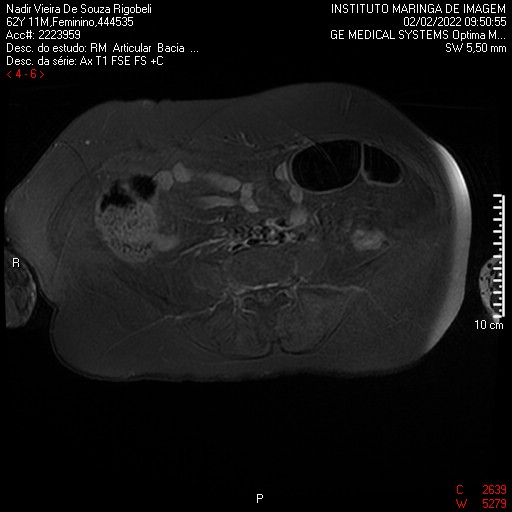 Nadir Vieira De Souza Rigobeli
62Y 11M,Feminino,444535
Acc#: 2223959
Desc. do estudo: RM Articular Bacia ...
Desc. da série: Ax T1 FSE FS +C
< 4 - 6 >
INSTITUTO MARINGA DE IMAGEM
02/02/2022 09:50:55
GE MEDICAL SYSTEMS Optima M...
SW 5,50 mm
R
10 cm
P
C 2639
W 5279